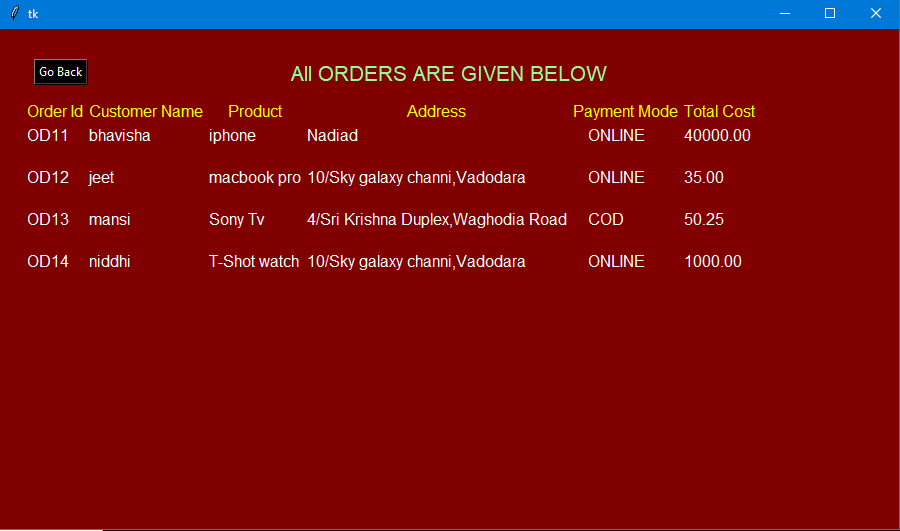 tk
Go Back
All ORDERS ARE GIVEN BELOW
Order Id Customer Name Product Address Payment Mode Total Cost
OD11 bhavisha iphone Nadiad ONLINE 40000.00
OD12 jeet macbook pro 10/Sky galaxy channi,Vadodara ONLINE 35.00
OD13 mansi Sony Tv 4/Sri Krishna Duplex,Waghodia Road COD 50.25
OD14 niddhi T-Shot watch 10/Sky galaxy channi,Vadodara ONLINE 1000.00